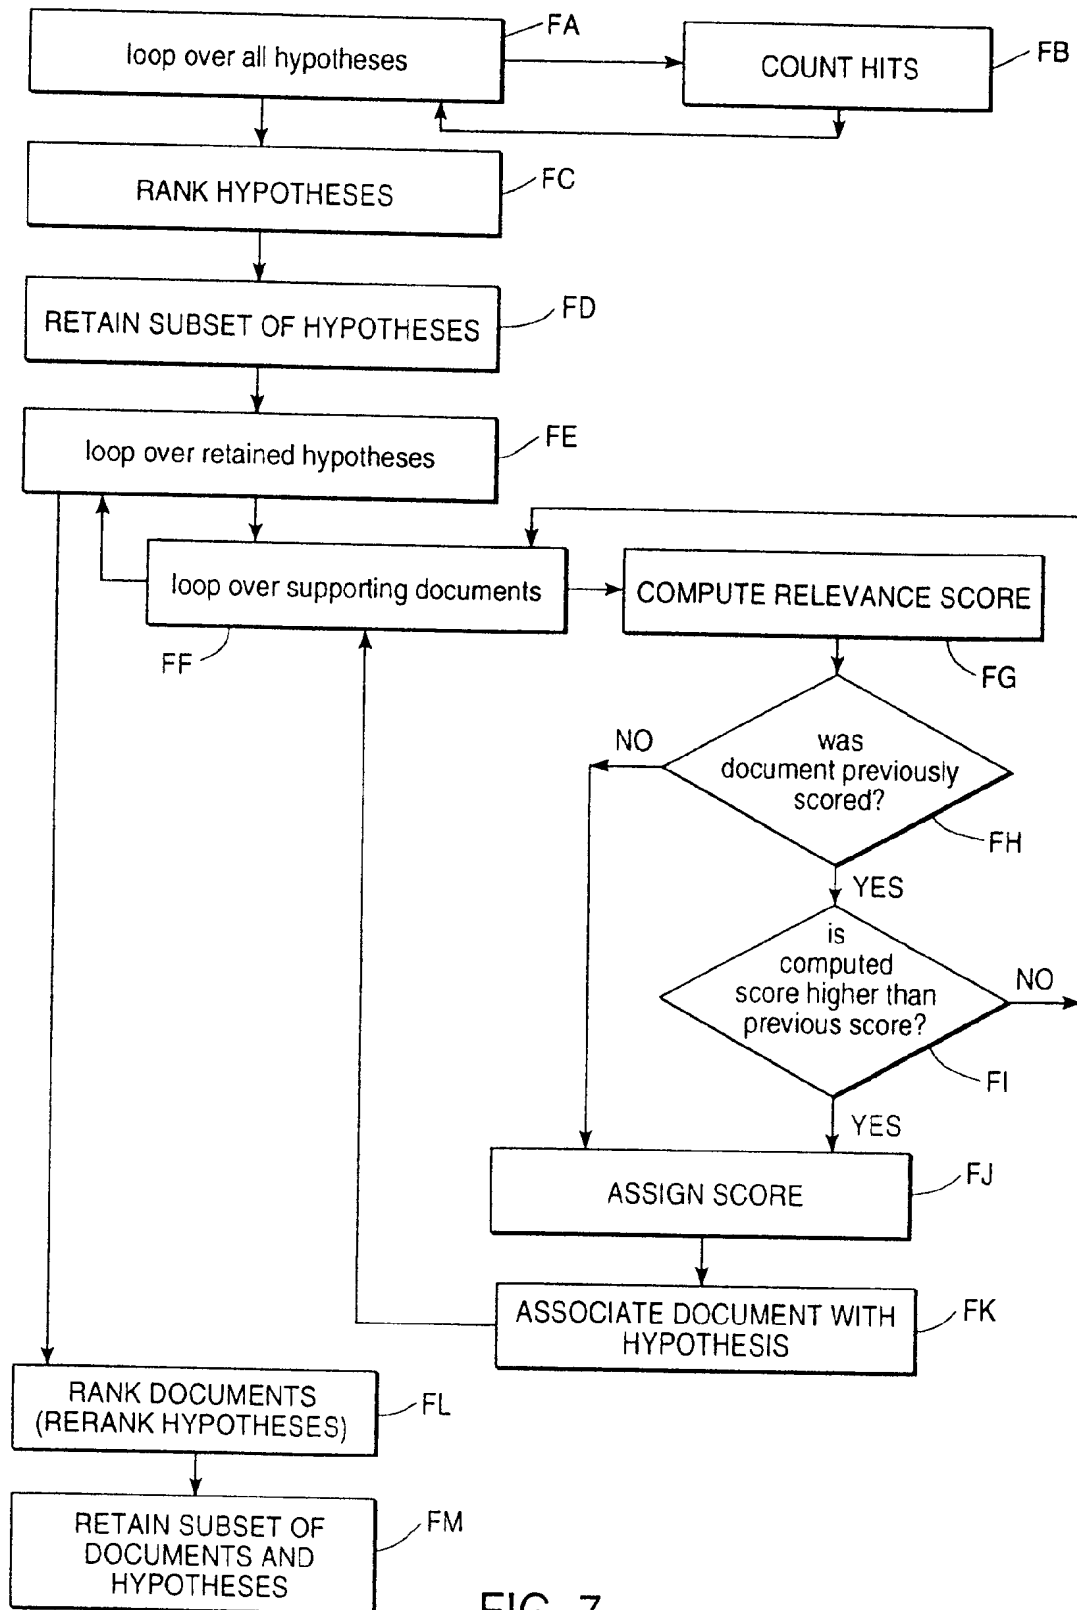 loop over all hypotheses
FA
COUNT HITS
FB
RANK HYPOTHESES
FC
RETAIN SUBSET OF HYPOTHESES
FD
loop over retained hypotheses
FE
loop over supporting documents
FF
COMPUTE RELEVANCE SCORE
FG
was
document previously
scored?
FH
NO
YES
is
computed
score higher than
previous score?
FI
NO
YES
ASSIGN SCORE
FJ
ASSOCIATE DOCUMENT WITH
HYPOTHESIS
FK
RANK DOCUMENTS
(RERANK HYPOTHESES)
FL
RETAIN SUBSET OF
DOCUMENTS AND
HYPOTHESES
FM
FIG. 7